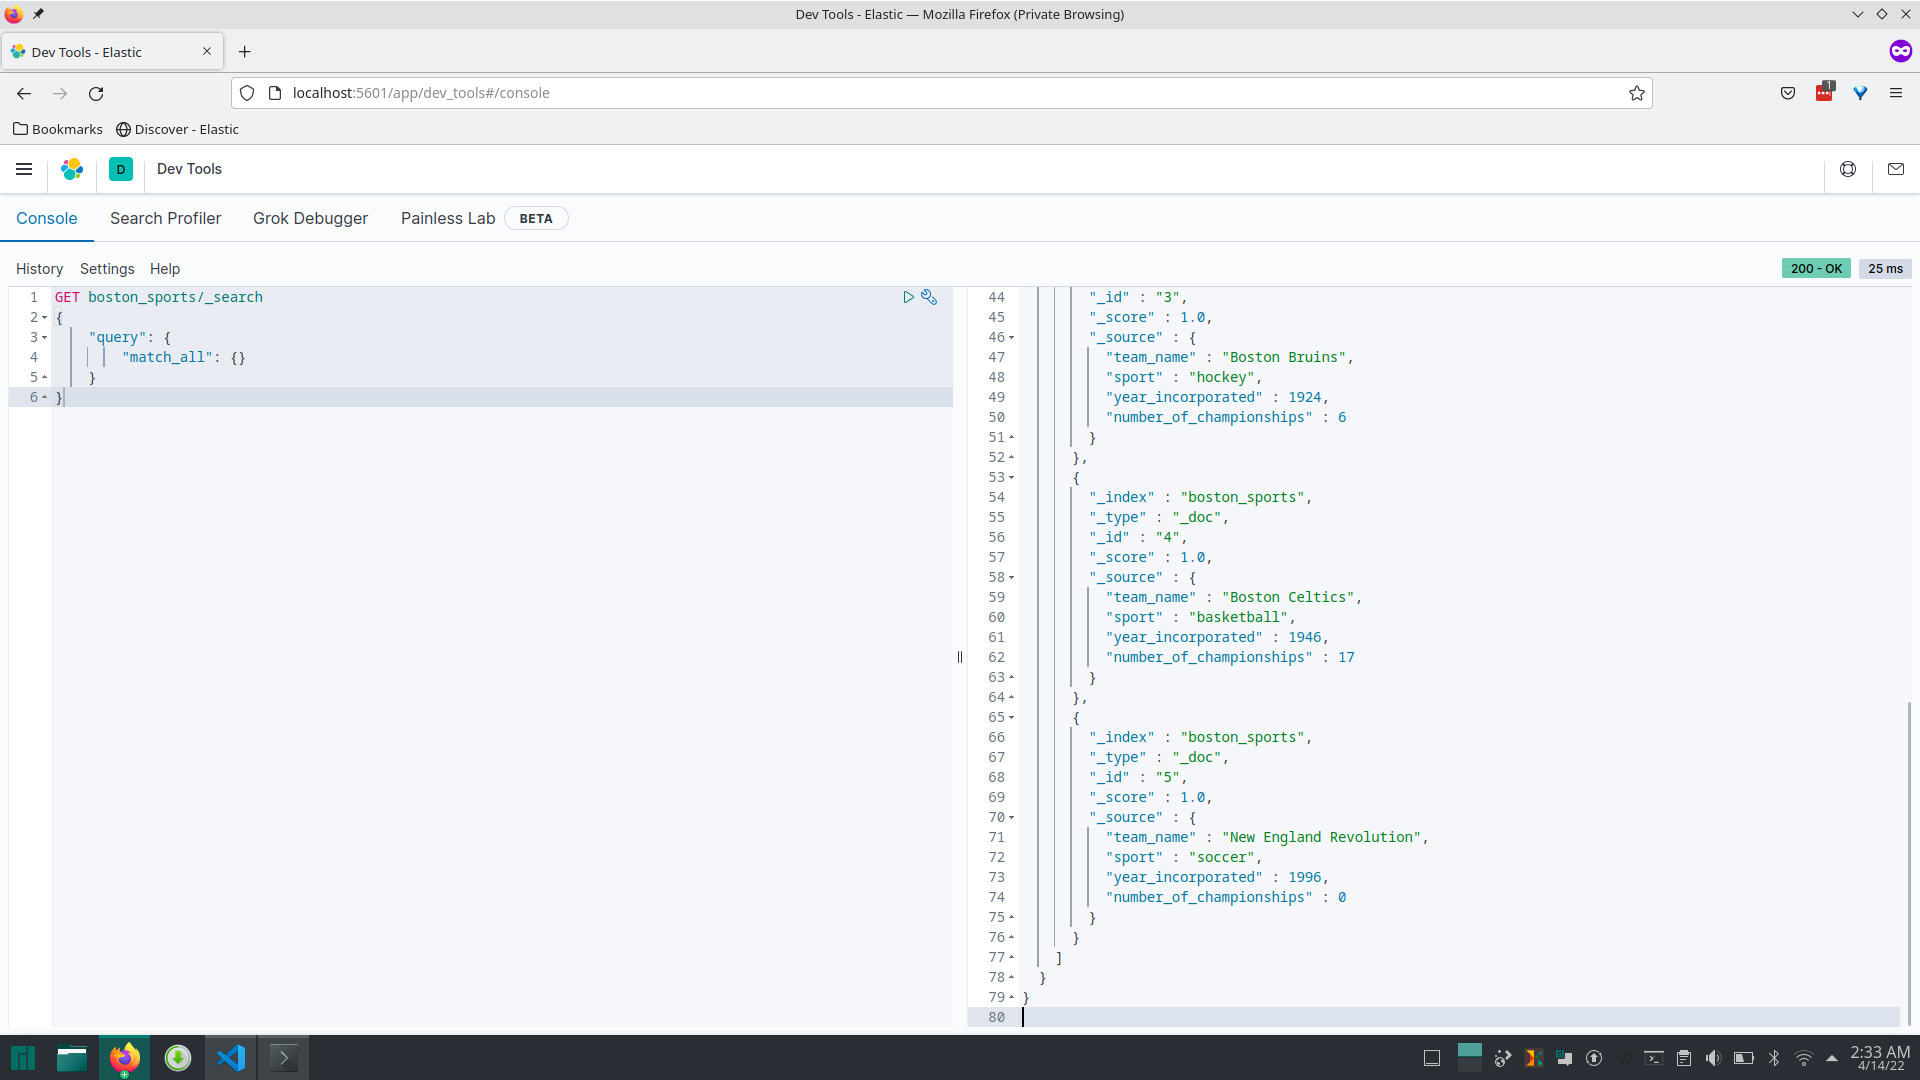 Dev Tools - Elastic — Mozilla Firefox (Private Browsing)
Dev Tools - Elastic
localhost:5601/app/dev_tools#/console
1
Bookmarks
Discover - Elastic
D
Dev Tools
Console
Search Profiler
Grok Debugger
Painless Lab
BETA
History
Settings
Help
200 - OK
25 ms
1 GET boston_sports/_search
2 {
3 "query": {
4 "match_all": {}
5 }
6 }
44 "_id" : "3",
45 "_score" : 1.0,
46 "_source" : {
47 "team_name" : "Boston Bruins",
48 "sport" : "hockey",
49 "year_incorporated" : 1924,
50 "number_of_championships" : 6
51 }
52 },
53 {
54 "_index" : "boston_sports",
55 "_type" : "_doc",
56 "_id" : "4",
57 "_score" : 1.0,
58 "_source" : {
59 "team_name" : "Boston Celtics",
60 "sport" : "basketball",
61 "year_incorporated" : 1946,
62 "number_of_championships" : 17
63 }
64 },
65 {
66 "_index" : "boston_sports",
67 "_type" : "_doc",
68 "_id" : "5",
69 "_score" : 1.0,
70 "_source" : {
71 "team_name" : "New England Revolution",
72 "sport" : "soccer",
73 "year_incorporated" : 1996,
74 "number_of_championships" : 0
75 }
76 }
77 ]
78 }
79 }
80
2:33 AM
4/14/22